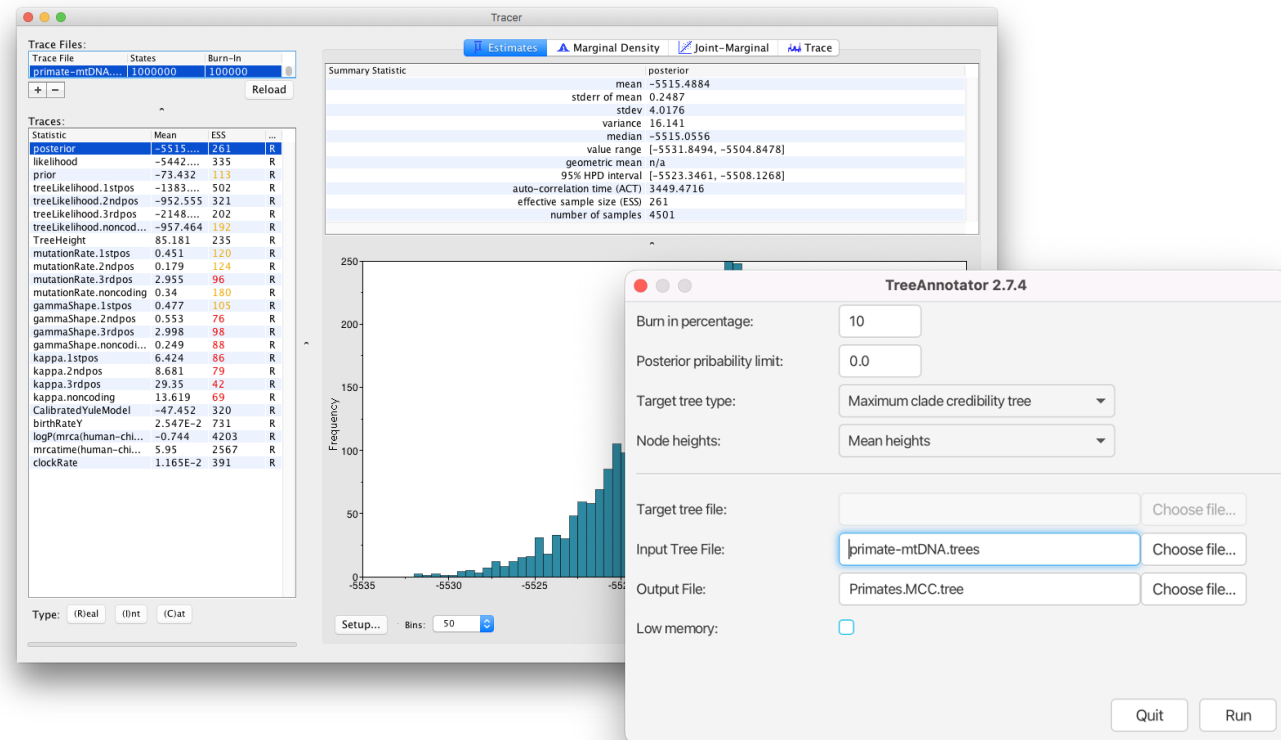 Tracer
Trace Files:
Trace File States Burn-In
primate-mtDNA.... 1000000 100000
+ − Reload
Traces:
Statistic Mean ESS ...
posterior -5515.... 261 R
likelihood -5442.... 335 R
prior -73.432 113 R
treeLikelihood.1stpos -1383.... 502 R
treeLikelihood.2ndpos -952.555 321 R
treeLikelihood.3rdpos -2148.... 202 R
treeLikelihood.noncod... -957.464 192 R
TreeHeight 85.181 235 R
mutationRate.1stpos 0.451 120 R
mutationRate.2ndpos 0.179 124 R
mutationRate.3rdpos 2.955 96 R
mutationRate.noncoding 0.34 180 R
gammaShape.1stpos 0.477 105 R
gammaShape.2ndpos 0.553 76 R
gammaShape.3rdpos 2.998 98 R
gammaShape.noncodi... 0.249 88 R
kappa.1stpos 6.424 86 R
kappa.2ndpos 8.681 79 R
kappa.3rdpos 29.35 42 R
kappa.noncoding 13.619 69 R
CalibratedYuleModel -47.452 320 R
birthRateY 2.547E-2 731 R
logP(mrca(human-chi... -0.744 4203 R
mrcatime(human-chi... 5.95 2567 R
clockRate 1.165E-2 391 R
Type: (R)eal (I)nt (C)at
Estimates Marginal Density Joint-Marginal Trace
Summary Statistic posterior
mean -5515.4884
stderr of mean 0.2487
stdev 4.0176
variance 16.141
median -5515.0556
value range [-5531.8494, -5504.8478]
geometric mean n/a
95% HPD interval [-5523.3461, -5508.1268]
auto-correlation time (ACT) 3449.4716
effective sample size (ESS) 261
number of samples 4501
Frequency
250
200
150
100
50
0
-5535 -5530 -5525
Setup... Bins: 50
TreeAnnotator 2.7.4
Burn in percentage: 10
Posterior pribability limit: 0.0
Target tree type: Maximum clade credibility tree
Node heights: Mean heights
Target tree file: Choose file...
Input Tree File: primate-mtDNA.trees Choose file...
Output File: Primates.MCC.tree Choose file...
Low memory:
Quit Run